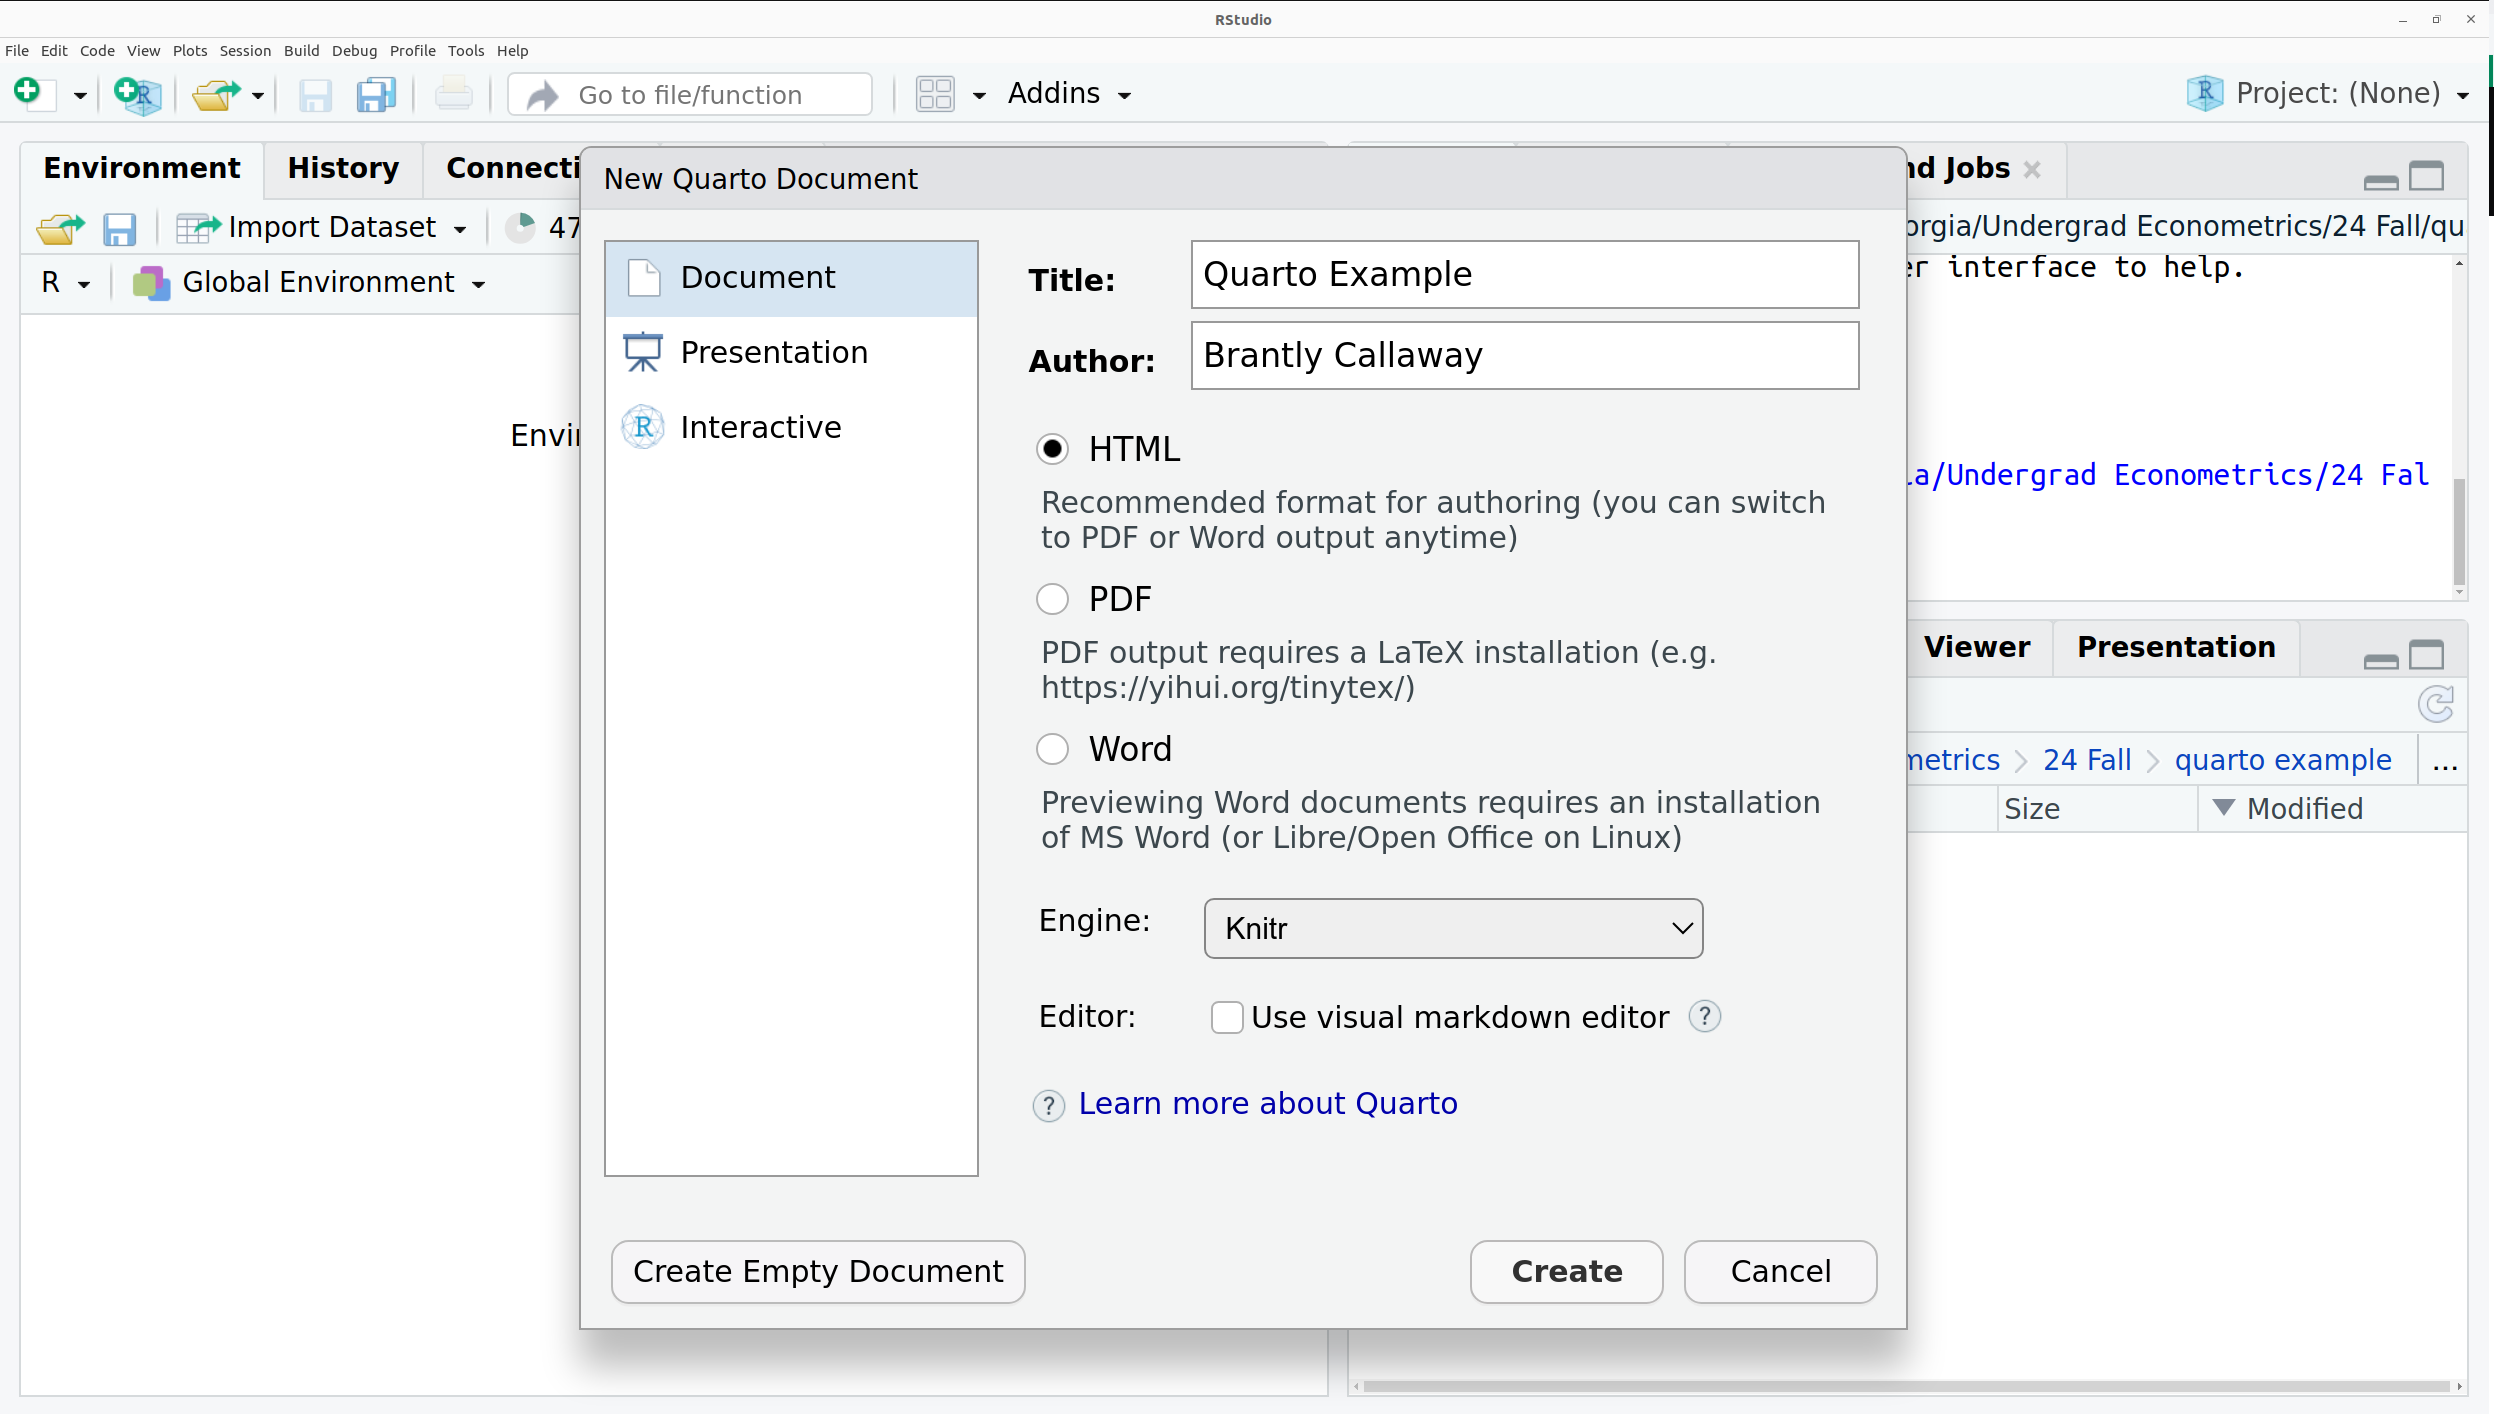 RStudio
File Edit Code View Plots Session Build Debug Profile Tools Help
Go to file/function
Addins
Project: (None)
Environment
History
Connecti
nd Jobs
Import Dataset
47
orgia/Undergrad Econometrics/24 Fall/qu
R
Global Environment
Envir
er interface to help.
la/Undergrad Econometrics/24 Fal
New Quarto Document
Document
Presentation
R Interactive
Title: Quarto Example
Author: Brantly Callaway
HTML
Recommended format for authoring (you can switch
to PDF or Word output anytime)
PDF
PDF output requires a LaTeX installation (e.g.
https://yihui.org/tinytex/)
Word
Previewing Word documents requires an installation
of MS Word (or Libre/Open Office on Linux)
Engine: Knitr
Editor: Use visual markdown editor ?
? Learn more about Quarto
Create Empty Document
Create
Cancel
Viewer
Presentation
metrics
24 Fall
quarto example
...
Size
Modified